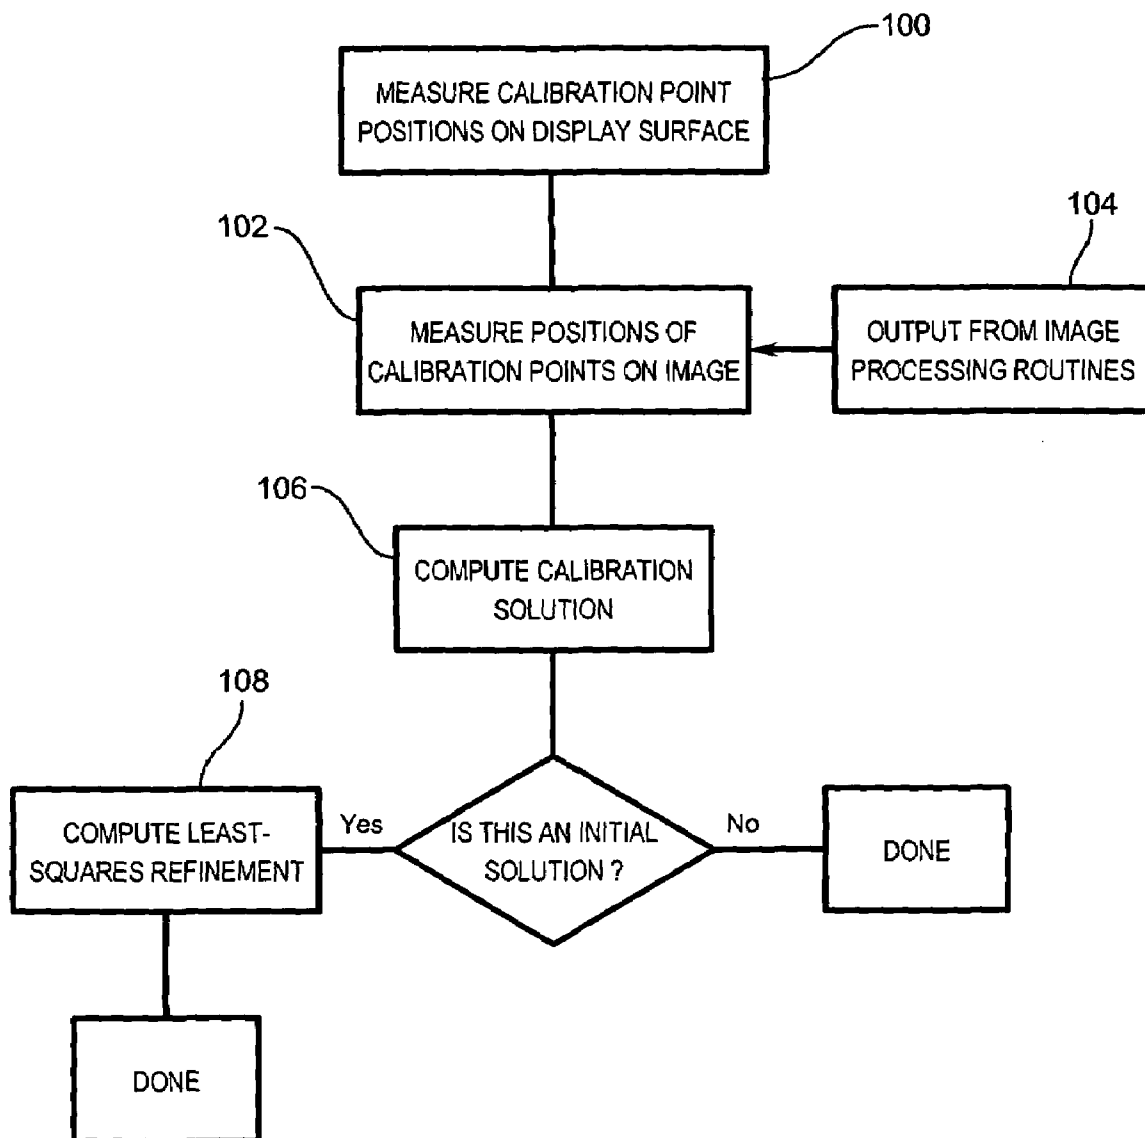 100
MEASURE CALIBRATION POINT
POSITIONS ON DISPLAY SURFACE
102
104
MEASURE POSITIONS OF
CALIBRATION POINTS ON IMAGE
OUTPUT FROM IMAGE
PROCESSING ROUTINES
106
COMPUTE CALIBRATION
SOLUTION
108
COMPUTE LEAST-
SQUARES REFINEMENT
Yes
IS THIS AN INITIAL
SOLUTION ?
No
DONE
DONE